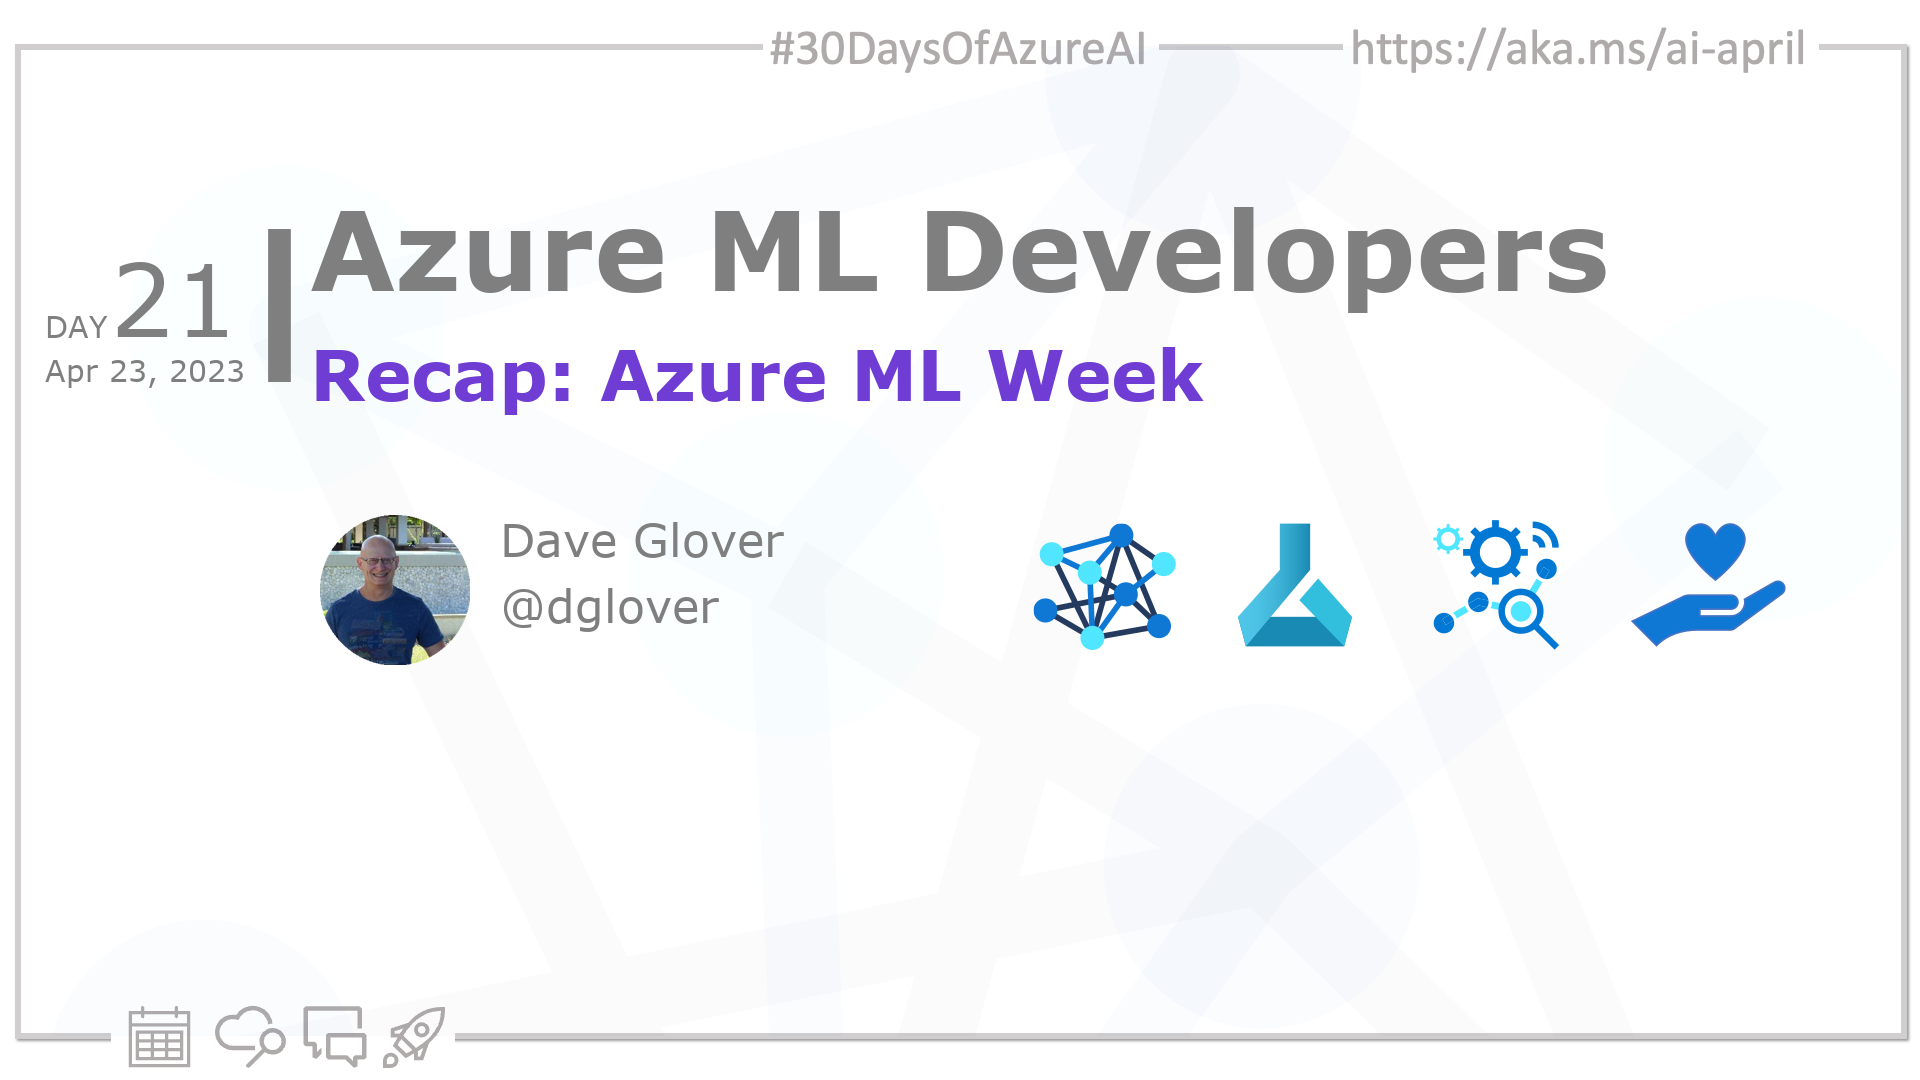 #30DaysOfAzureAI
https://aka.ms/ai-april
Azure ML Developers
DAY 21
Apr 23, 2023
Recap: Azure ML Week
Dave Glover
@dglover